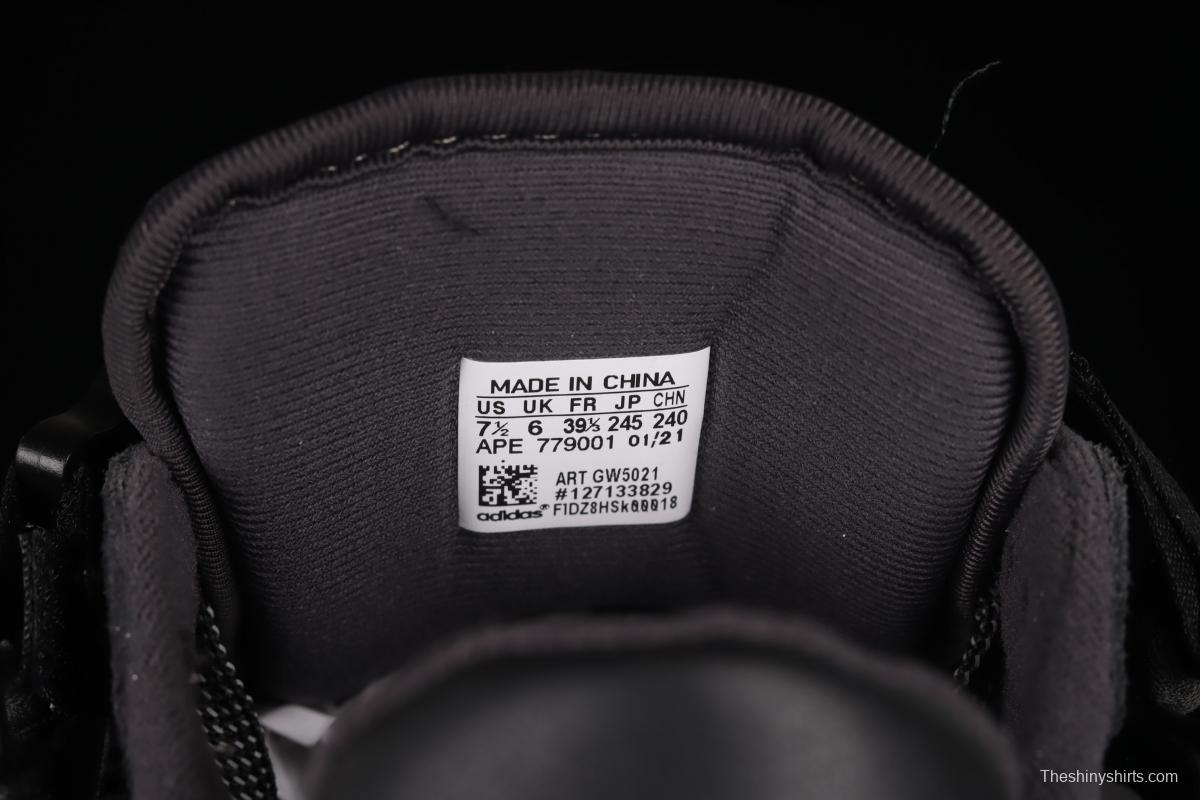 MADE IN CHINA
US UK FR JP CHN
7½ 6 39⅓ 245 240
APE 779001 01/21
ART GW5021
#127133829
adidas®
Theshinyshirts.com